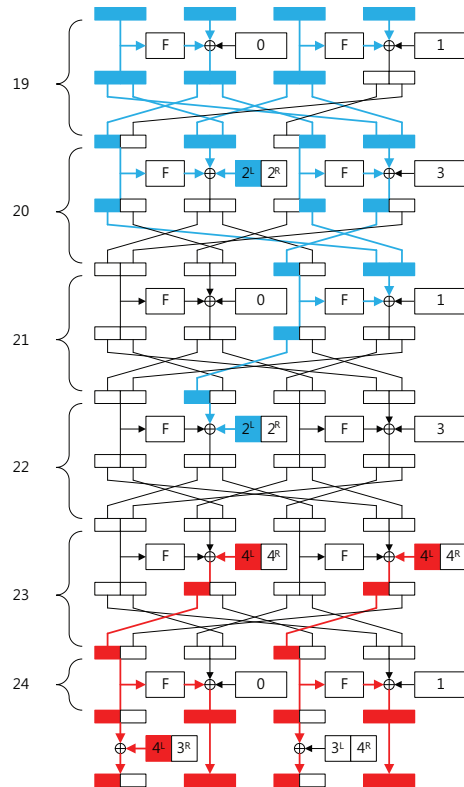 F 0 F 1
19
F 2ᴸ 2ᴿ F 3
20
F 0 F 1
21
F 2ᴸ 2ᴿ F 3
22
F 4ᴸ 4ᴿ F 4ᴸ 4ᴿ
23
F 0 F 1
24
4ᴸ 3ᴿ 3ᴸ 4ᴿ